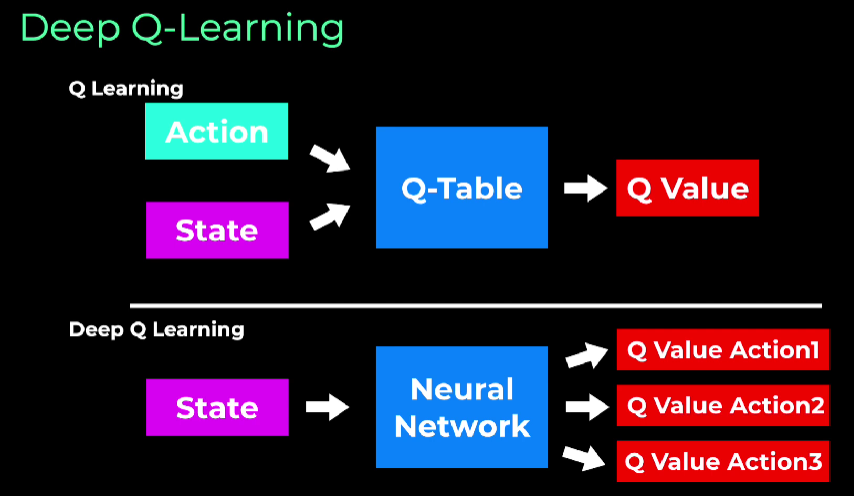 Deep Q-Learning
Q Learning
Action
State
Q-Table
Q Value
Deep Q Learning
State
Neural
Network
Q Value Action1
Q Value Action2
Q Value Action3